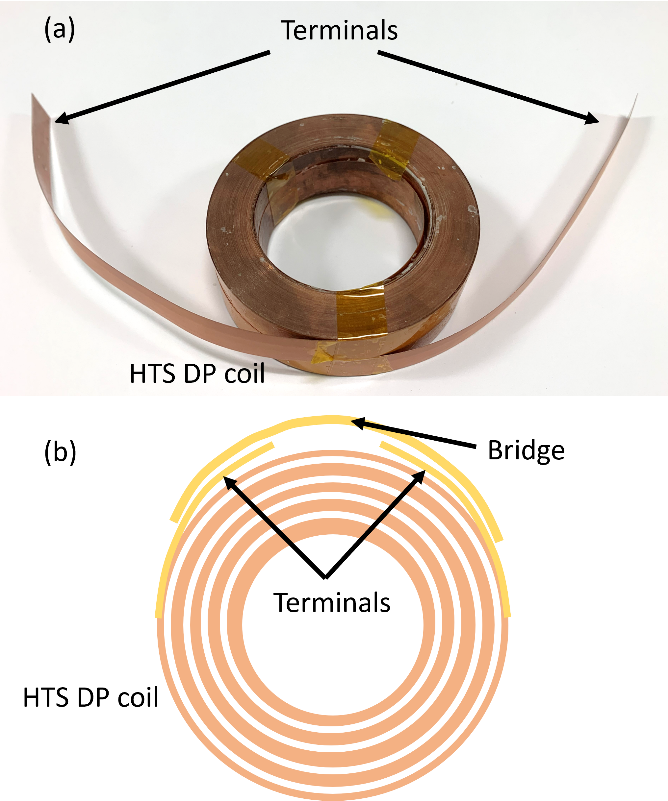 (a)
Terminals
HTS DP coil
(b)
Bridge
Terminals
HTS DP coil